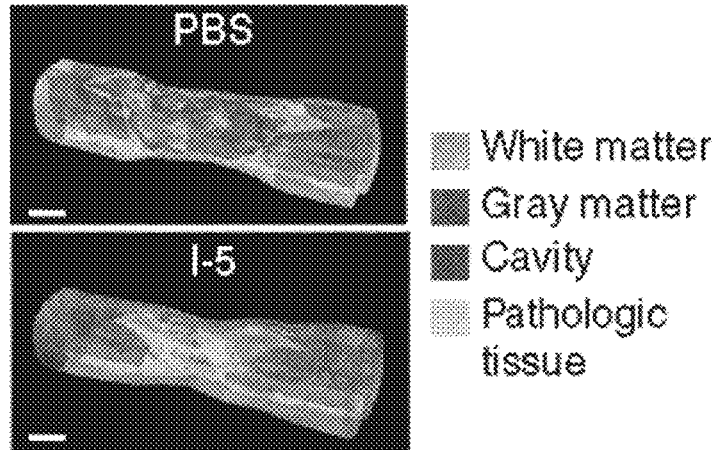 PBS
I-5
White matter
Gray matter
Cavity
Pathologic
tissue